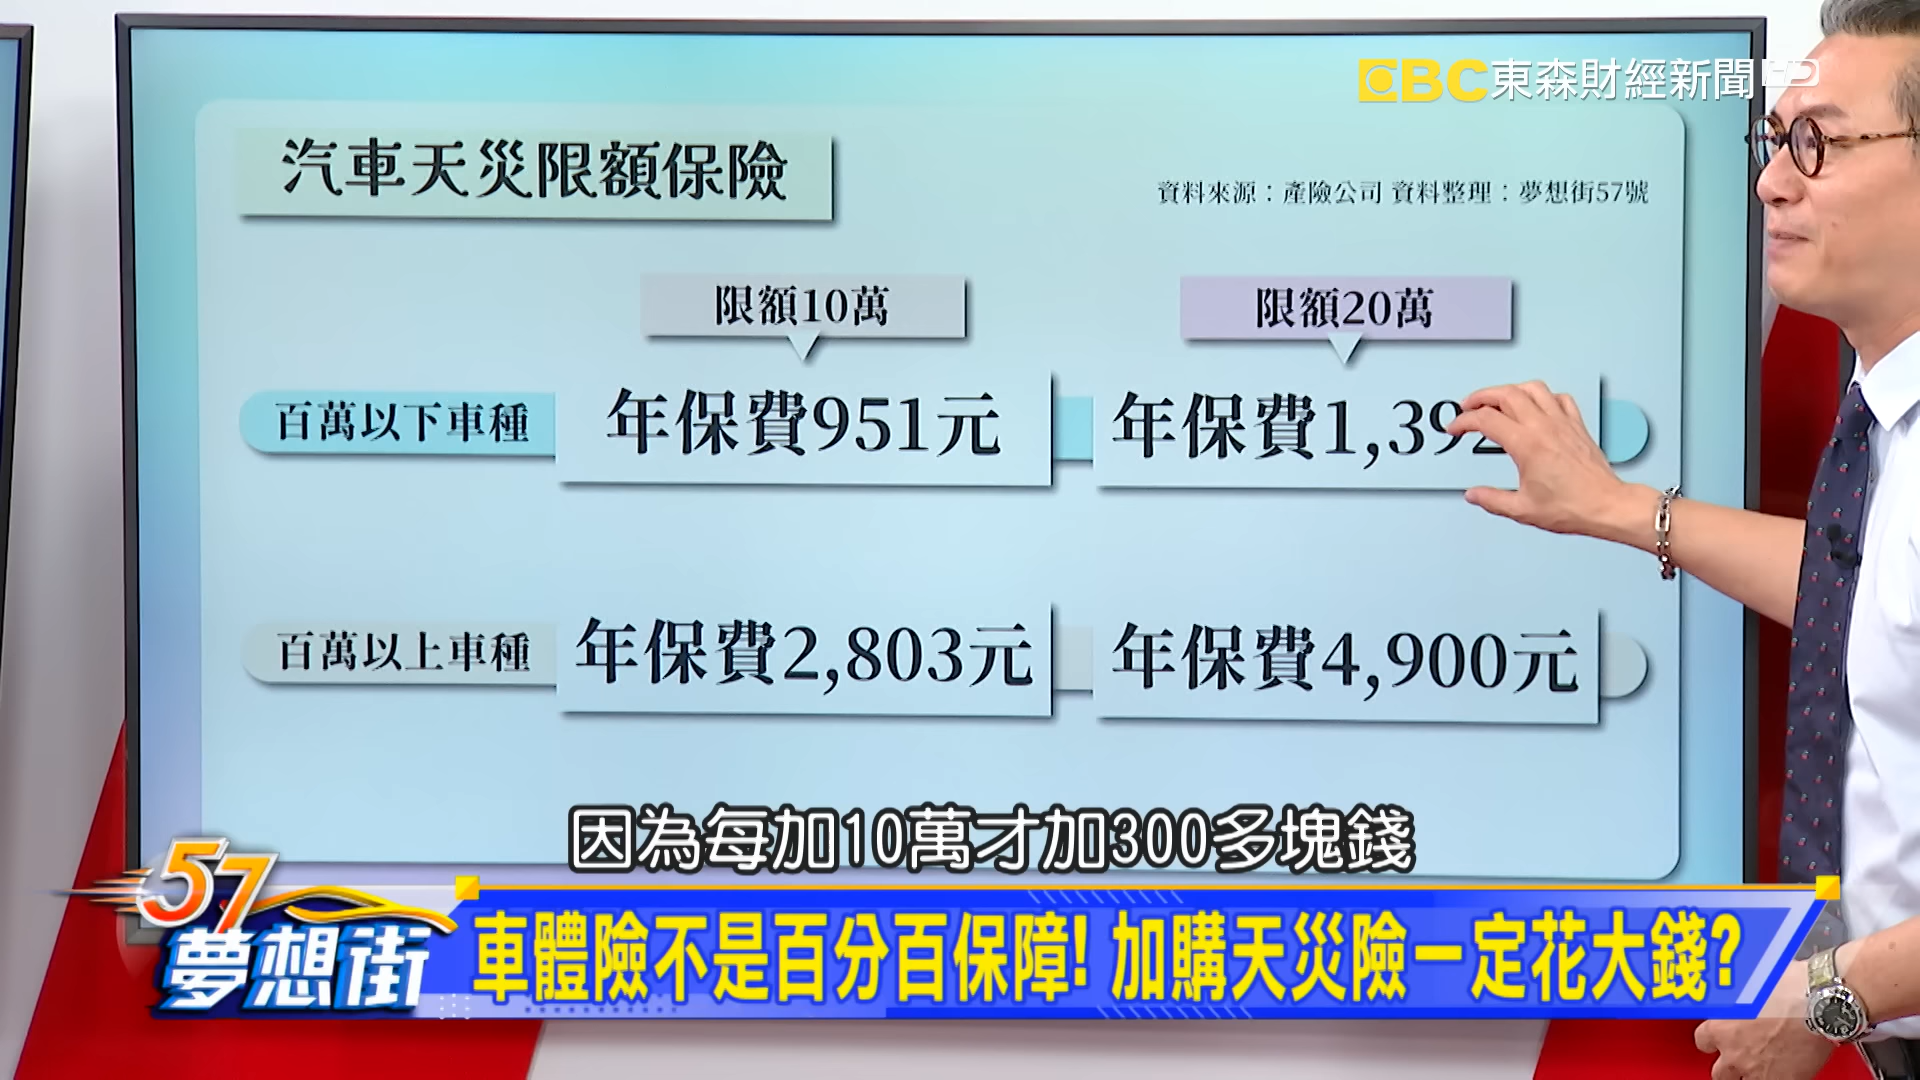 EBC東森財經新聞 HD
汽車天災限額保險
資料來源：產險公司 資料整理：夢想街57號
限額10萬
限額20萬
百萬以下車種
年保費951元
年保費1,392
百萬以上車種
年保費2,803元
年保費4,900元
因為每加10萬才加300多塊錢
57
夢想街
車體險不是百分百保障! 加購天災險一定花大錢?